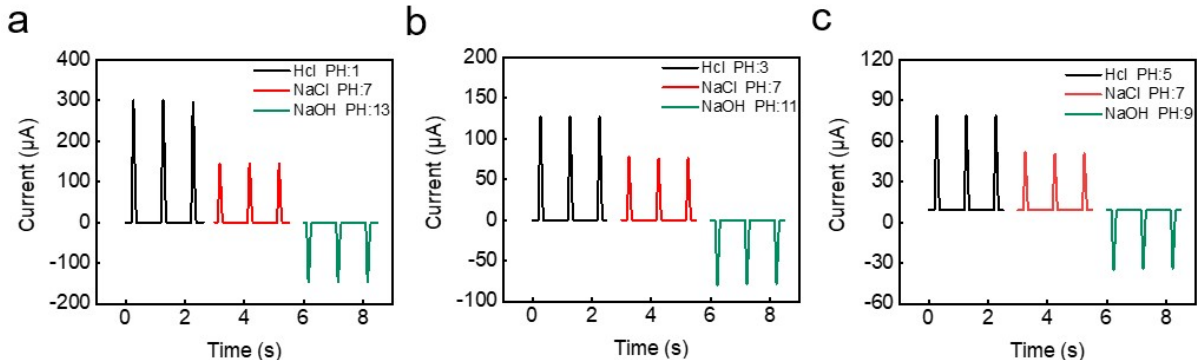 a
400
300
200
100
0
-100
-200
Current (µA)
Hcl PH:1
NaCl PH:7
NaOH PH:13
0 2 4 6 8
Time (s)
b
200
150
100
50
0
-50
-100
Current (µA)
Hcl PH:3
NaCl PH:7
NaOH PH:11
0 2 4 6 8
Time (s)
c
120
90
60
30
0
-30
-60
Current (µA)
Hcl PH:5
NaCl PH:7
NaOH PH:9
0 2 4 6 8
Time (s)